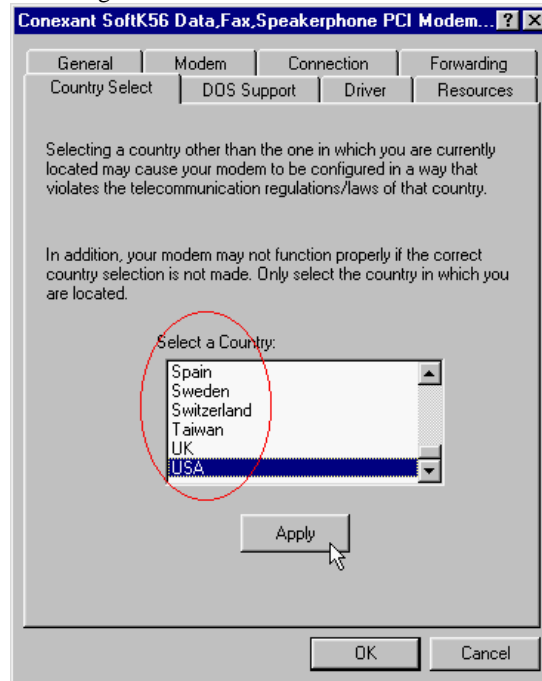 Conexant SoftK56 Data,Fax,Speakerphone PCI Modem...
General Modem Connection Forwarding
Country Select DOS Support Driver Resources
Selecting a country other than the one in which you are currently
located may cause your modem to be configured in a way that
violates the telecommunication regulations/laws of that country.
In addition, your modem may not function properly if the correct
country selection is not made. Only select the country in which you
are located.
Select a Country:
Spain
Sweden
Switzerland
Taiwan
UK
USA
Apply
OK Cancel